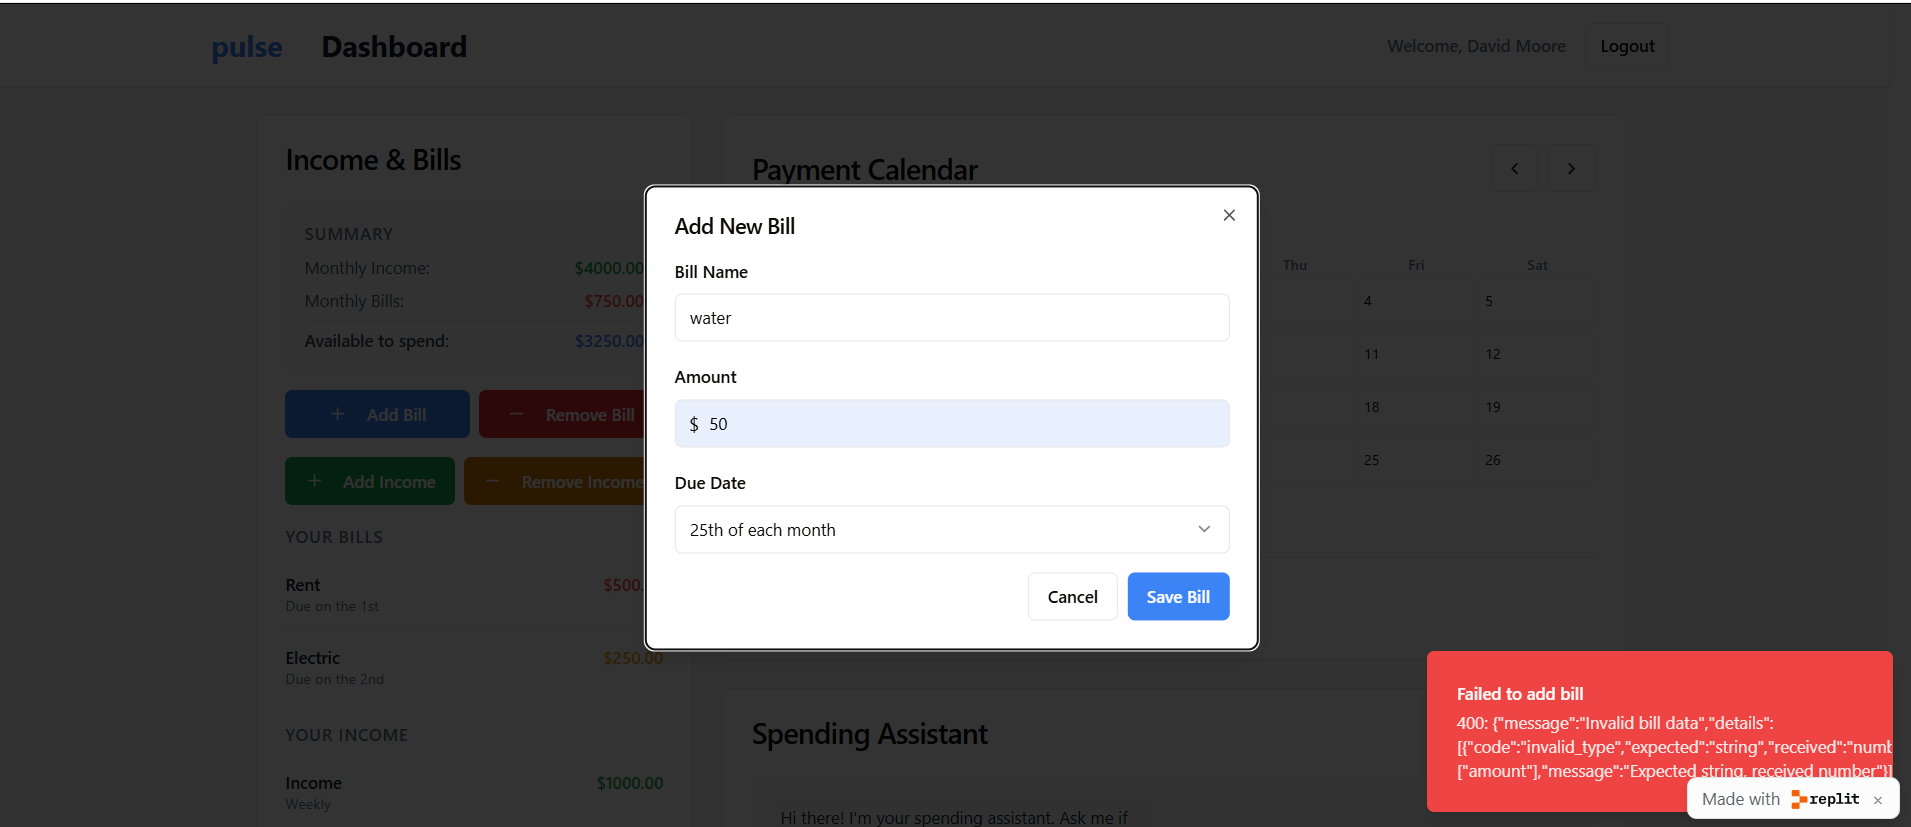 pulse Dashboard Welcome, David Moore Logout
Income & Bills
SUMMARY
Monthly Income: $4000.00
Monthly Bills: $750.00
Available to spend: $3250.00
+ Add Bill − Remove Bill
+ Add Income − Remove Income
YOUR BILLS
Rent $500.
Due on the 1st
Electric $250.00
Due on the 2nd
YOUR INCOME
Income $1000.00
Weekly
Payment Calendar
Thu Fri Sat
4 5
11 12
18 19
25 26
Add New Bill
Bill Name
water
Amount
$ 50
Due Date
25th of each month
Cancel Save Bill
Spending Assistant
Hi there! I'm your spending assistant. Ask me if
Failed to add bill
400: {"message":"Invalid bill data","details":
[{"code":"invalid_type","expected":"string","received":"numb
["amount"],"message":"Expected string, received number"}]
Made with replit ×